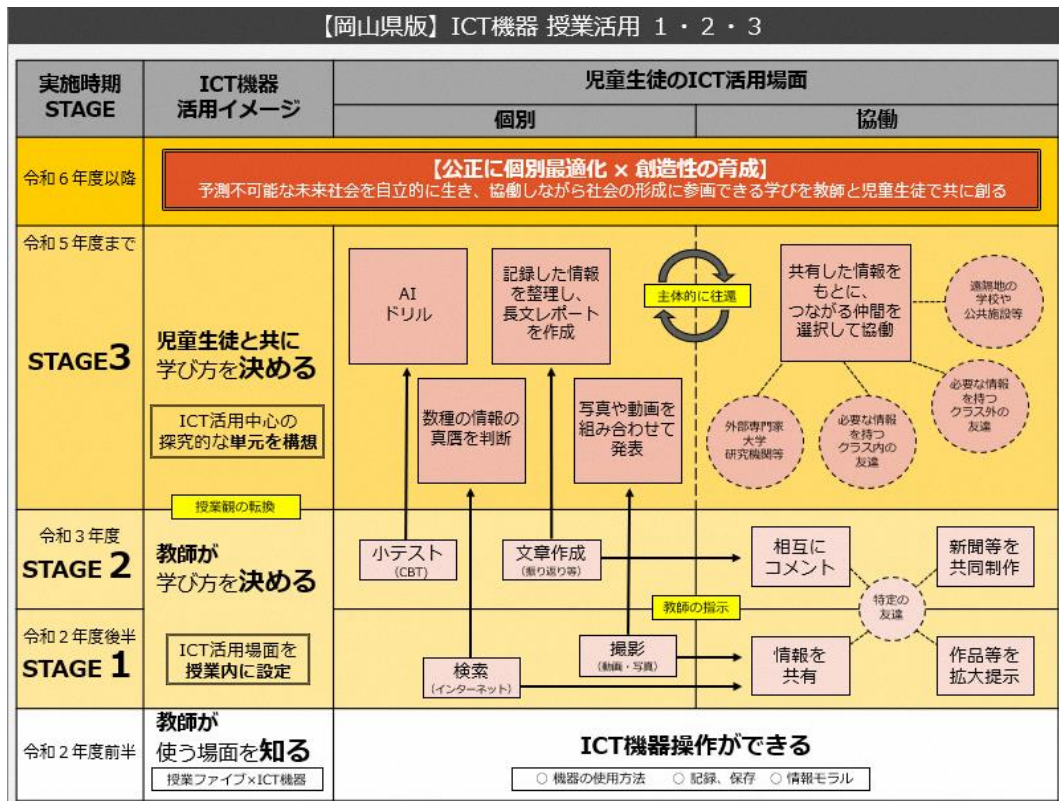 【岡山県版】ICT機器 授業活用 1・2・3
実施時期
STAGE
ICT機器
活用イメージ
児童生徒のICT活用場面
個別
協働
令和6年度以降
【公正に個別最適化 × 創造性の育成】
予測不可能な未来社会を自立的に生き、協働しながら社会の形成に参画できる学びを教師と児童生徒で共に創る
令和5年度まで
STAGE3
児童生徒と共に
学び方を決める
ICT活用中心の
探究的な単元を構想
AI
ドリル
記録した情報
を整理し、
長文レポート
を作成
数種の情報の
真贋を判断
写真や動画を
組み合わせて
発表
主体的に往還
共有した情報を
もとに、
つながる仲間を
選択して協働
遠隔地の
学校や
公共施設等
外部専門家
大学
研究機関等
必要な情報
を持つ
クラス内の
友達
必要な情報
を持つ
クラス外の
友達
授業観の転換
令和3年度
STAGE 2
教師が
学び方を決める
小テスト
(CBT)
文章作成
(振り返り等)
相互に
コメント
新聞等を
共同制作
教師の指示
特定の
友達
令和2年度後半
STAGE 1
ICT活用場面を
授業内に設定
検索
(インターネット)
撮影
(動画・写真)
情報を
共有
作品等を
拡大提示
令和2年度前半
教師が
使う場面を知る
授業ファイブ×ICT機器
ICT機器操作ができる
○ 機器の使用方法 ○ 記録、保存 ○ 情報モラル